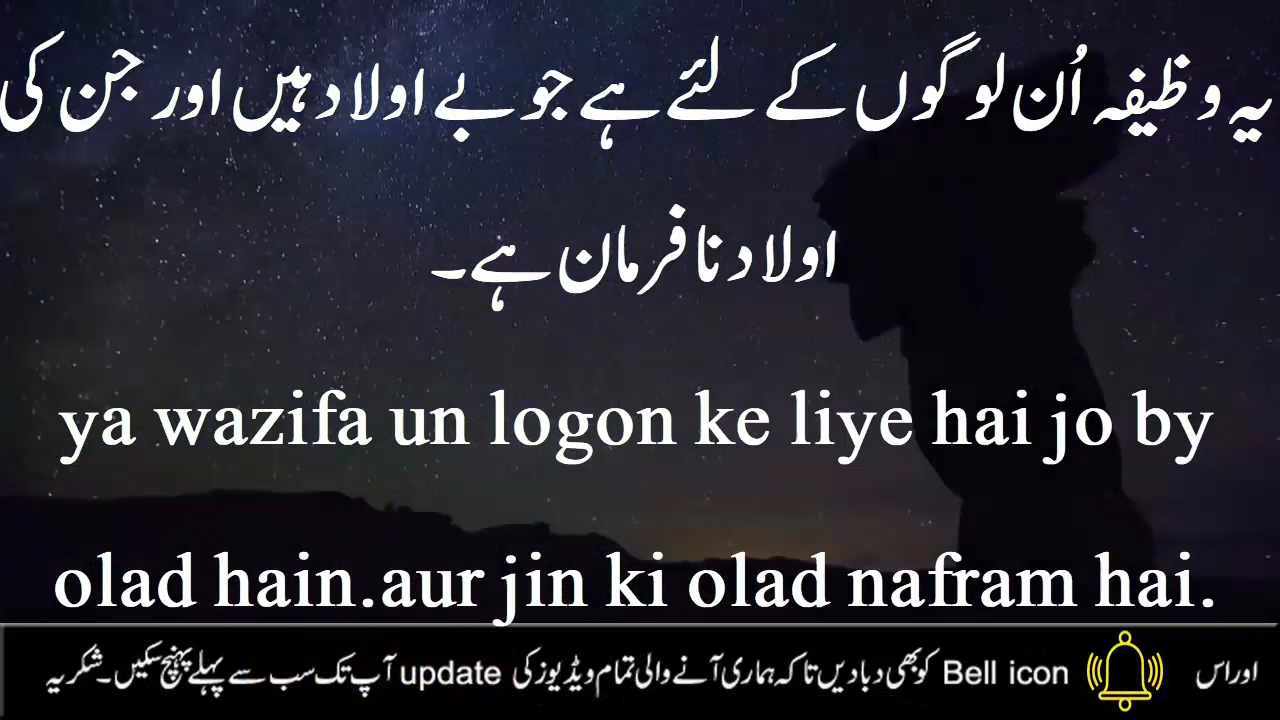 یہ وظیفہ اُن لوگوں کے لئے ہے جو بے اولاد ہیں اور جن کی
اولاد نافرمان ہے۔
ya wazifa un logon ke liye hai jo by
olad hain.aur jin ki olad nafram hai.
اور اس Bell icon کو بھی دبا دیں تاکہ ہماری آنے والی تمام ویڈیوز کی update آپ تک سب سے پہلے پہنچ سکیں۔ شکریہ